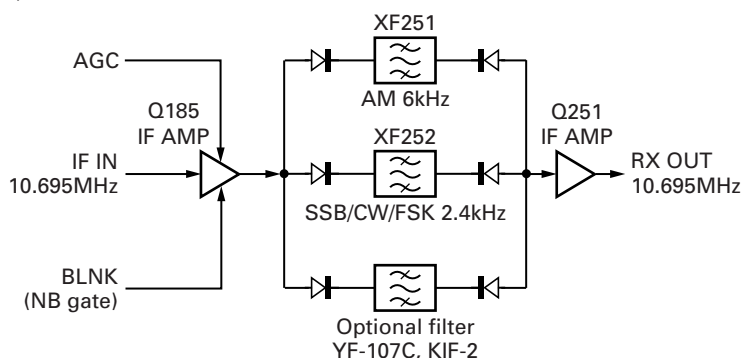 XF251
AGC
AM 6kHz
Q185
IF AMP
Q251
IF AMP
XF252
IF IN
10.695MHz
RX OUT
10.695MHz
SSB/CW/FSK 2.4kHz
BLNK
(NB gate)
Optional filter
YF-107C, KIF-2